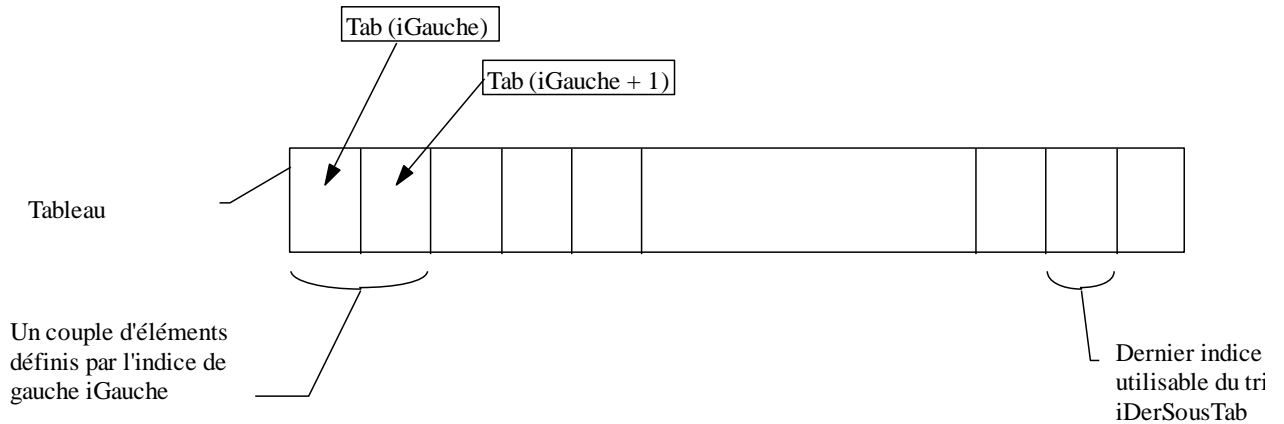 Tab (iGauche)
Tab (iGauche + 1)
Tableau
Un couple d'éléments
définis par l'indice de
gauche iGauche
Dernier indice
utilisable du tri
iDerSousTab